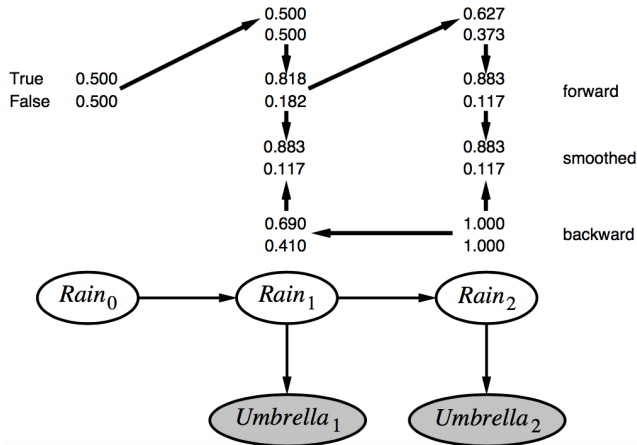 0.500 0.627
0.500 0.373
True 0.500 0.818 0.883 forward
False 0.500 0.182 0.117
0.883 0.883 smoothed
0.117 0.117
0.690 1.000 backward
0.410 1.000
Rain0 Rain1 Rain2
Umbrella1 Umbrella2